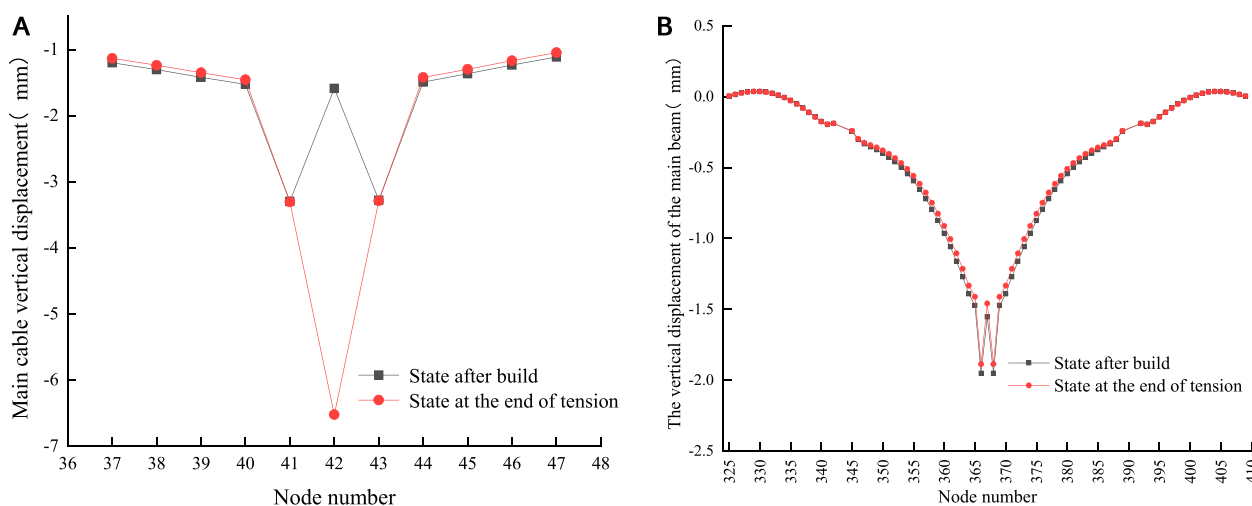 A
Main cable vertical displacement( mm)
-1
-2
-3
-4
-5
-6
-7
36 37 38 39 40 41 42 43 44 45 46 47 48
Node number
State after build
State at the end of tension
B
The vertical displacement of the main beam( mm)
0.5
0.0
-0.5
-1.0
-1.5
-2.0
-2.5
325 330 335 340 345 350 355 360 365 370 375 380 385 390 395 400 405 410
Node number
State after build
State at the end of tension